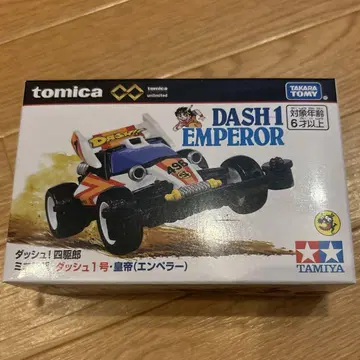 tomica
tomica
unlimited
TAKARA
TOMY
DASH 1
EMPEROR
対象年齢
6才以上
ダッシュ!四駆郎
ダッシュ1号・皇帝(エンペラー)
TAMIYA